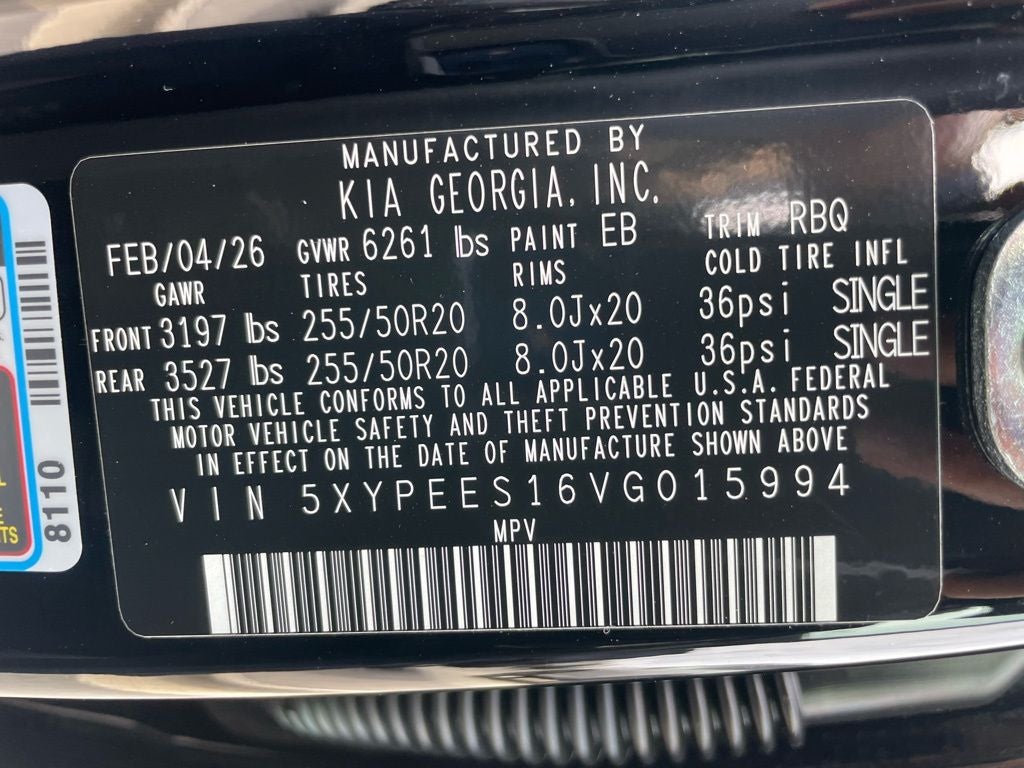 MANUFACTURED BY
KIA GEORGIA, INC.
FEB/04/26 GVWR 6261 lbs PAINT EB TRIM RBQ
GAWR TIRES RIMS COLD TIRE INFL
FRONT 3197 lbs 255/50R20 8.0Jx20 36psi SINGLE
REAR 3527 lbs 255/50R20 8.0Jx20 36psi SINGLE
THIS VEHICLE CONFORMS TO ALL APPLICABLE U.S.A. FEDERAL
MOTOR VEHICLE SAFETY AND THEFT PREVENTION STANDARDS
IN EFFECT ON THE DATE OF MANUFACTURE SHOWN ABOVE
VIN 5XYPEES16VG015994
MPV
8110